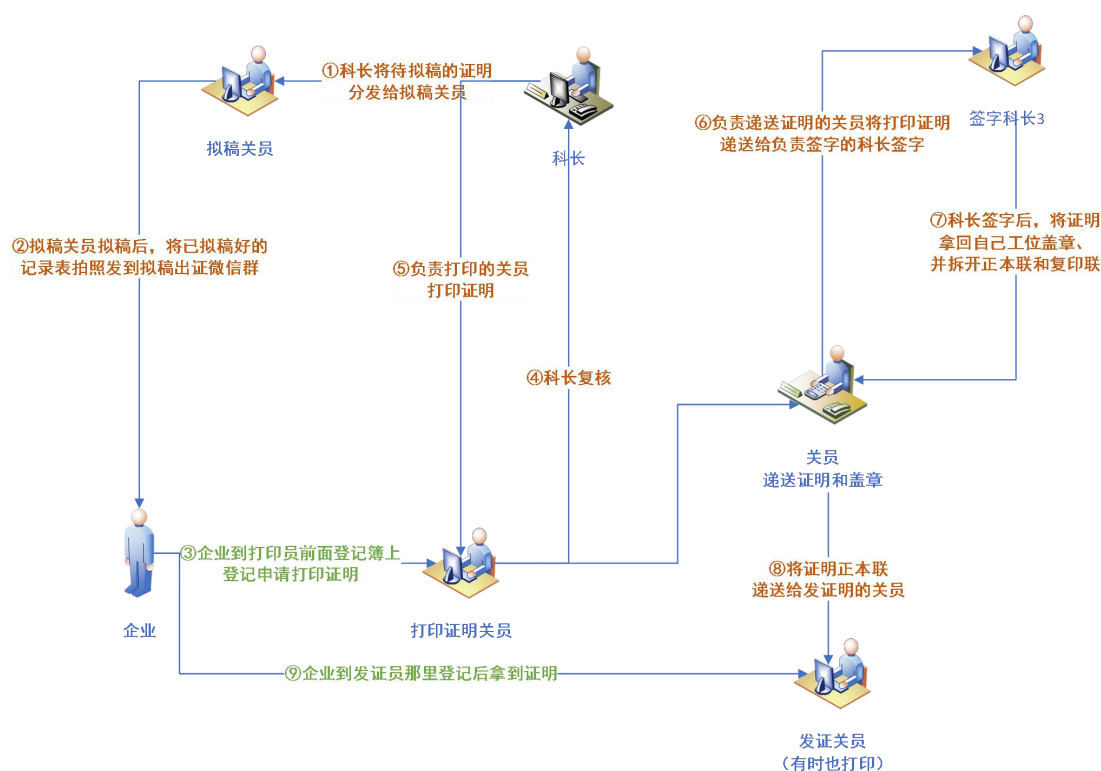 ①科长将待拟稿的证明
分发给拟稿关员
拟稿关员
科长
⑥负责递送证明的关员将打印证明
递送给负责签字的科长签字
签字科长3
②拟稿关员拟稿后，将已拟稿好的
记录表拍照发到拟稿出证微信群
⑤负责打印的关员
打印证明
⑦科长签字后，将证明
拿回自己工位盖章、
并拆开正本联和复印联
④科长复核
关员
递送证明和盖章
③企业到打印员前面登记簿上
登记申请打印证明
企业
打印证明关员
⑧将证明正本联
递送给发证明的关员
⑨企业到发证员那里登记后拿到证明
发证关员
（有时也打印）